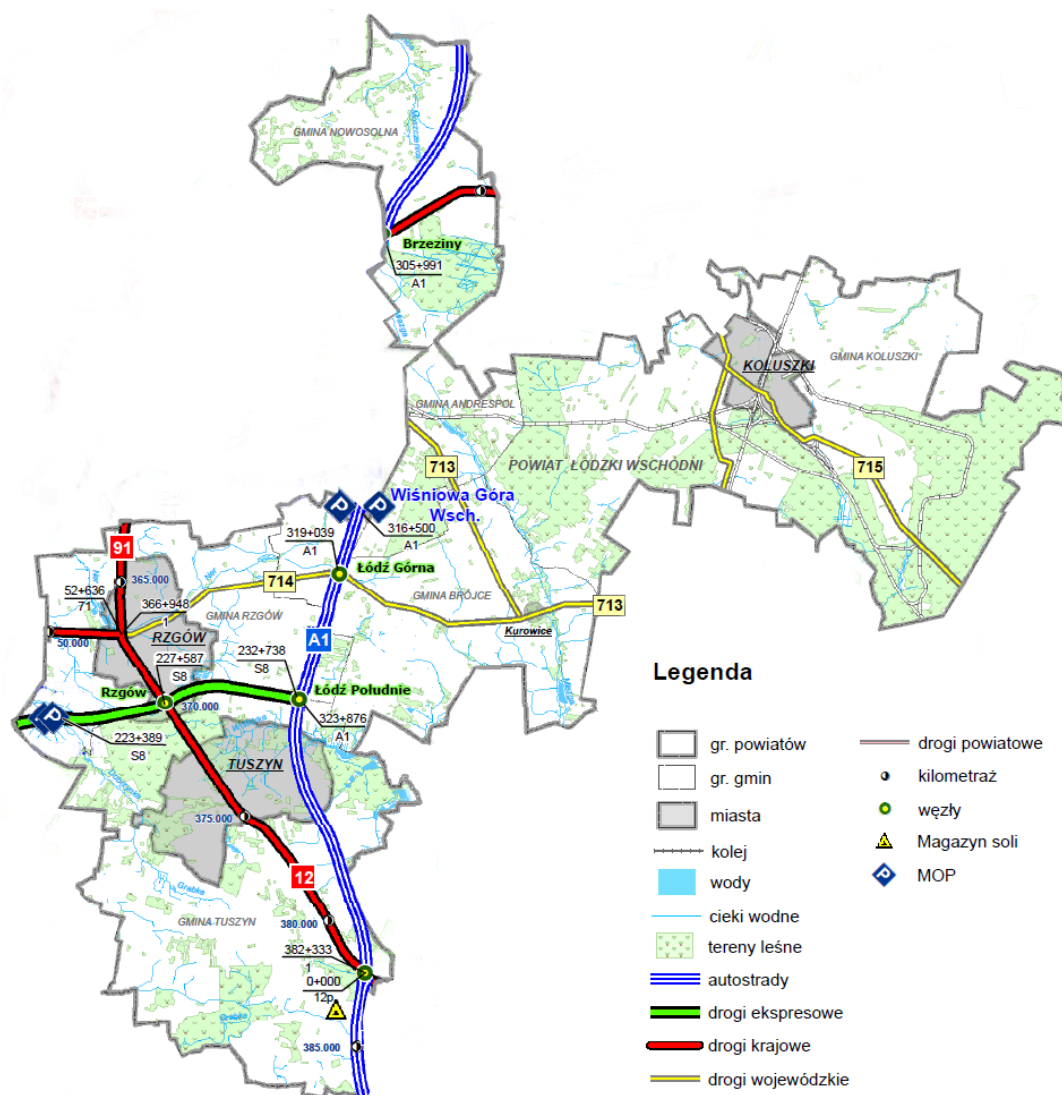 GMINA NOWOSOLNA
Brzeziny
305+991
A1
KOLUSZKI
GMINA KOLUSZKI
GMINA ANDRESPOL
713
POWIAT ŁÓDZKI WSCHODNI
715
P
P
Wiśniowa Góra
Wsch.
319+039
A1
316+500
A1
91
Ner
Ner
Łódź Górna
365.000
714
52+636
71
366+948
1
GMINA RZGÓW
GMINA BRÓJCE
713
RZGÓW
Kurowice
50.000
A1
227+587
S8
232+738
S8
Rzgów
Łódź Południe
370.000
323+876
A1
P
223+389
S8
TUSZYN
Dobrzynka
375.000
12
Grabka
GMINA TUSZYN
380.000
382+333
1
0+000
12p
Grabka
385.000
Legenda
gr. powiatów
gr. gmin
miasta
kolej
wody
cieki wodne
tereny leśne
autostrady
drogi ekspresowe
drogi krajowe
drogi wojewódzkie
drogi powiatowe
kilometraż
węzły
Magazyn soli
P
MOP